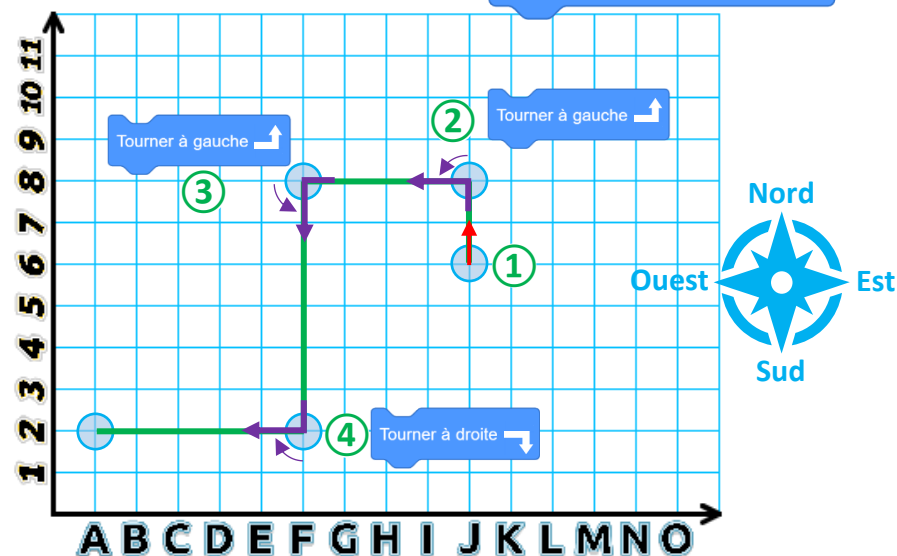 11
10
9
8
7
6
5
4
3
2
1
Tourner à gauche
3
2
Tourner à gauche
1
4
Tourner à droite
Nord
Ouest
Est
Sud
A B C D E F G H I J K L M N O